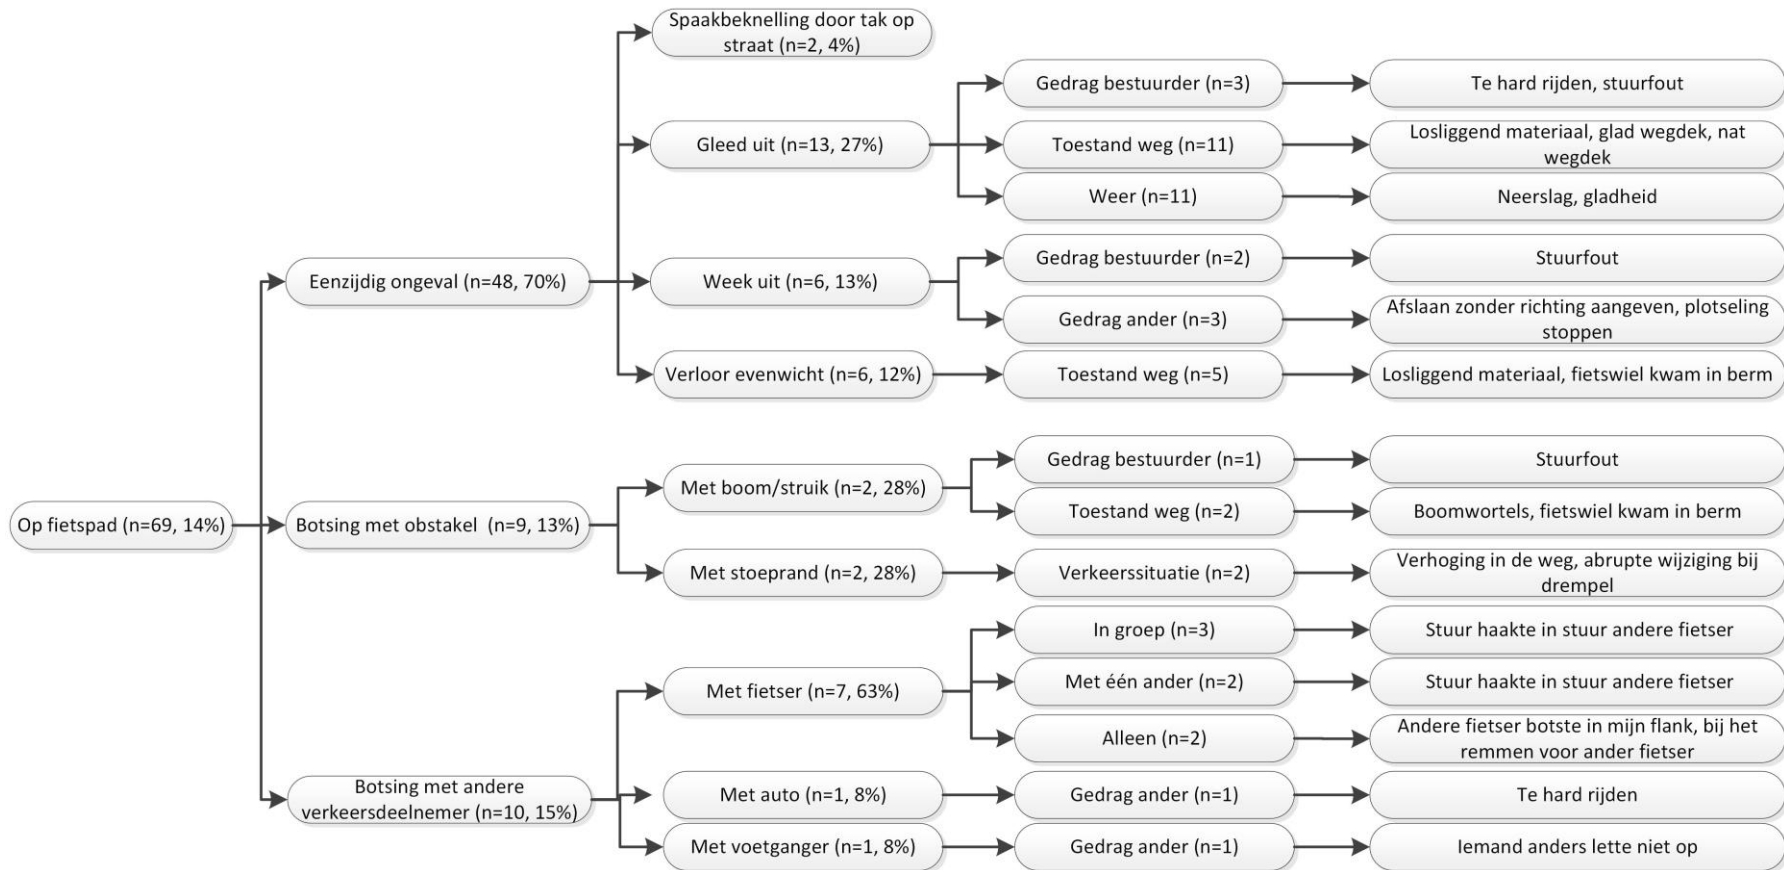 Spaakbeknelling door tak op
straat (n=2, 4%)
Gedrag bestuurder (n=3)
Te hard rijden, stuurfout
Gleed uit (n=13, 27%)
Toestand weg (n=11)
Losliggend materiaal, glad wegdek, nat
wegdek
Weer (n=11)
Neerslag, gladheid
Eenzijdig ongeval (n=48, 70%)
Week uit (n=6, 13%)
Gedrag bestuurder (n=2)
Stuurfout
Gedrag ander (n=3)
Afslaan zonder richting aangeven, plotseling
stoppen
Verloor evenwicht (n=6, 12%)
Toestand weg (n=5)
Losliggend materiaal, fietswiel kwam in berm
Op fietspad (n=69, 14%)
Botsing met obstakel (n=9, 13%)
Met boom/struik (n=2, 28%)
Gedrag bestuurder (n=1)
Stuurfout
Toestand weg (n=2)
Boomwortels, fietswiel kwam in berm
Met stoeprand (n=2, 28%)
Verkeerssituatie (n=2)
Verhoging in de weg, abrupte wijziging bij
drempel
Botsing met andere
verkeersdeelnemer (n=10, 15%)
Met fietser (n=7, 63%)
In groep (n=3)
Stuur haakte in stuur andere fietser
Met één ander (n=2)
Stuur haakte in stuur andere fietser
Alleen (n=2)
Andere fietser botste in mijn flank, bij het
remmen voor ander fietser
Met auto (n=1, 8%)
Gedrag ander (n=1)
Te hard rijden
Met voetganger (n=1, 8%)
Gedrag ander (n=1)
Iemand anders lette niet op